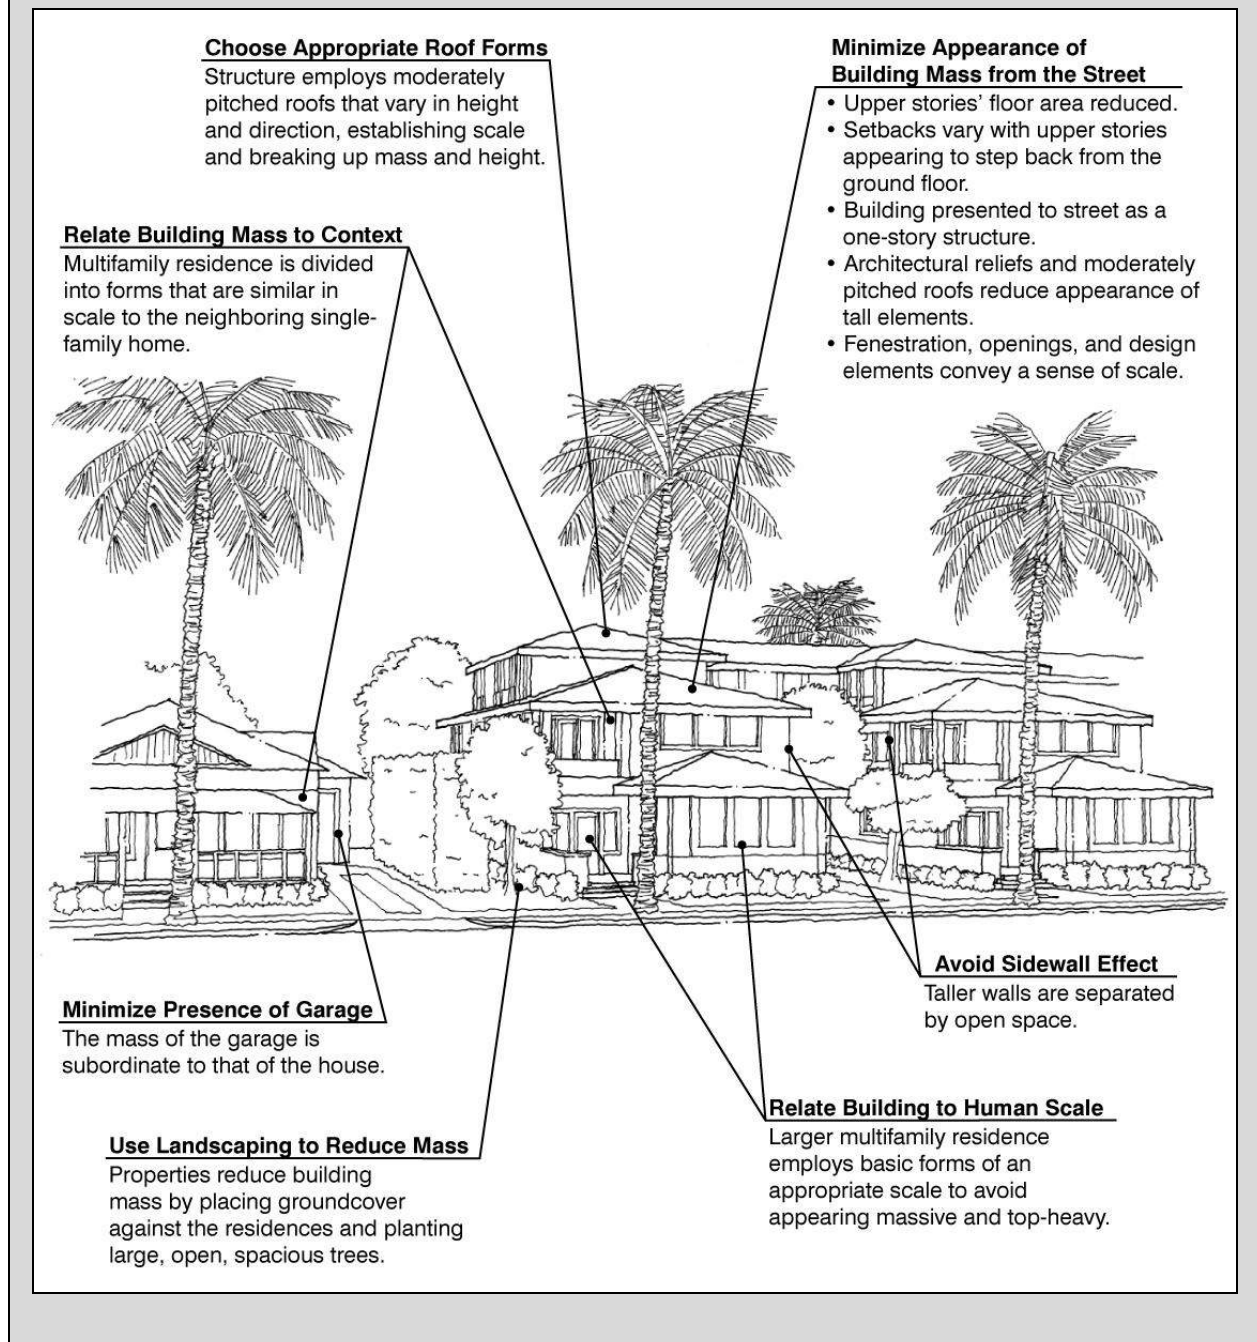 Choose Appropriate Roof Forms
Structure employs moderately
pitched roofs that vary in height
and direction, establishing scale
and breaking up mass and height.
Minimize Appearance of
Building Mass from the Street
• Upper stories’ floor area reduced.
• Setbacks vary with upper stories
appearing to step back from the
ground floor.
• Building presented to street as a
one-story structure.
• Architectural reliefs and moderately
pitched roofs reduce appearance of
tall elements.
• Fenestration, openings, and design
elements convey a sense of scale.
Relate Building Mass to Context
Multifamily residence is divided
into forms that are similar in
scale to the neighboring single-
family home.
Avoid Sidewall Effect
Taller walls are separated
by open space.
Minimize Presence of Garage
The mass of the garage is
subordinate to that of the house.
Relate Building to Human Scale
Larger multifamily residence
employs basic forms of an
appropriate scale to avoid
appearing massive and top-heavy.
Use Landscaping to Reduce Mass
Properties reduce building
mass by placing groundcover
against the residences and planting
large, open, spacious trees.